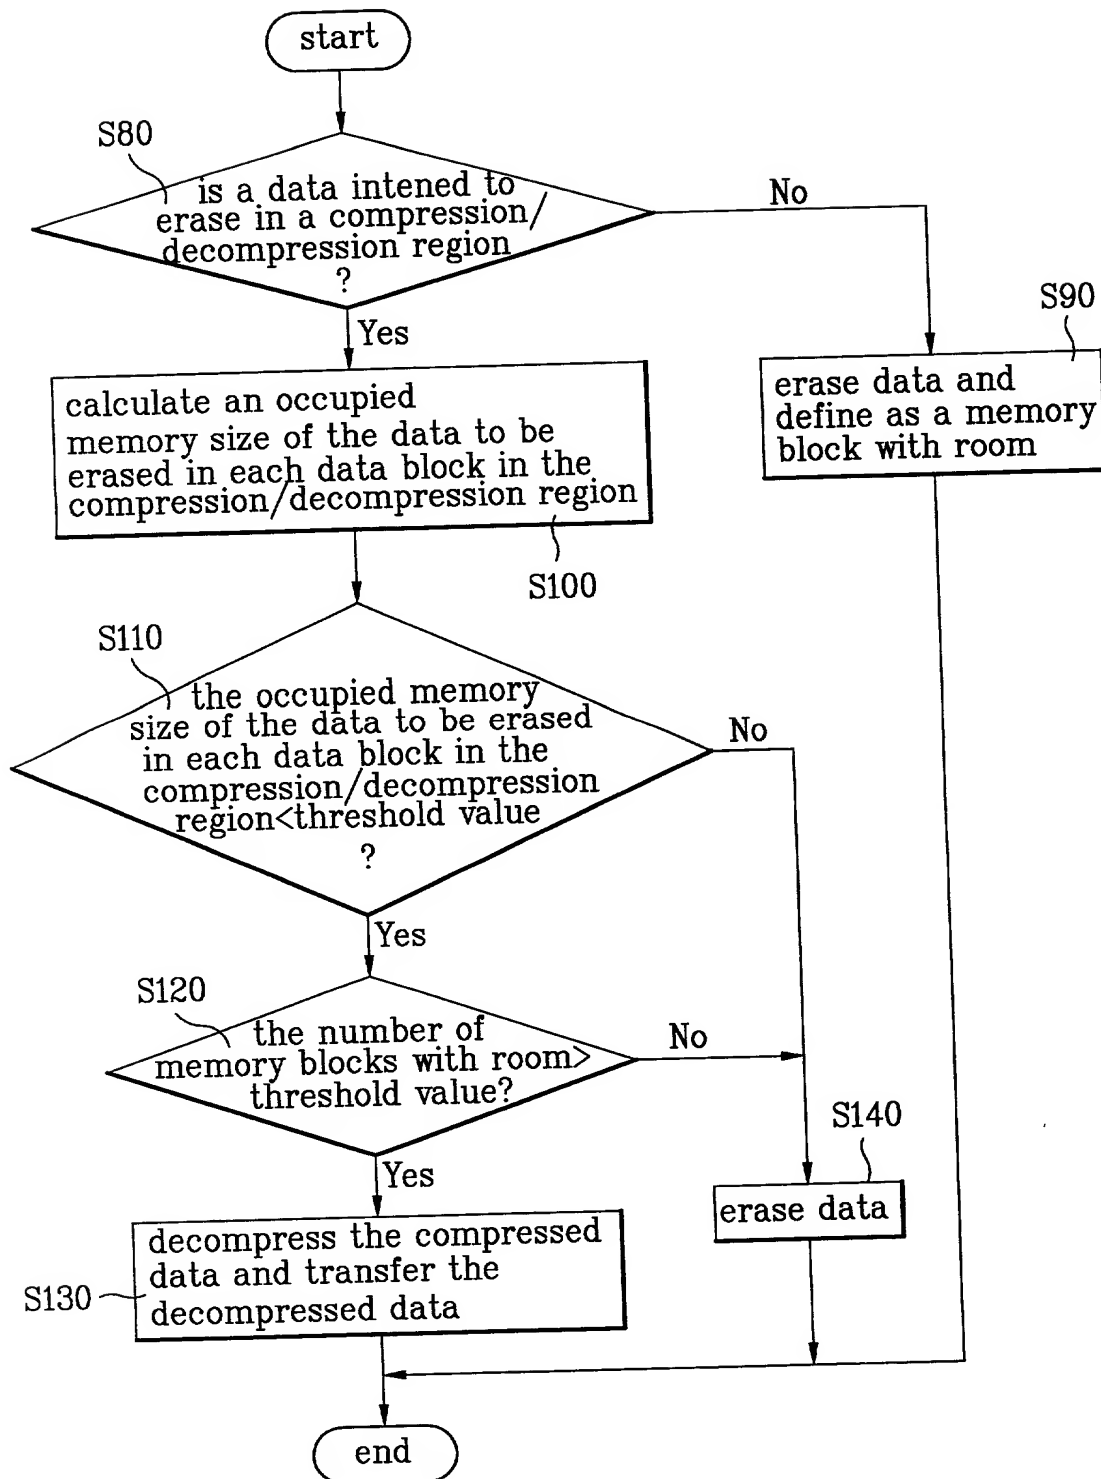 start
S80
is a data intened to
erase in a compression/
decompression region
?
No
Yes
S90
erase data and
define as a memory
block with room
calculate an occupied
memory size of the data to be
erased in each data block in the
compression/decompression region
S100
S110
the occupied memory
size of the data to be erased
in each data block in the
compression/decompression
region<threshold value
?
No
Yes
S120
the number of
memory blocks with room>
threshold value?
No
Yes
S140
erase data
S130
decompress the compressed
data and transfer the
decompressed data
end